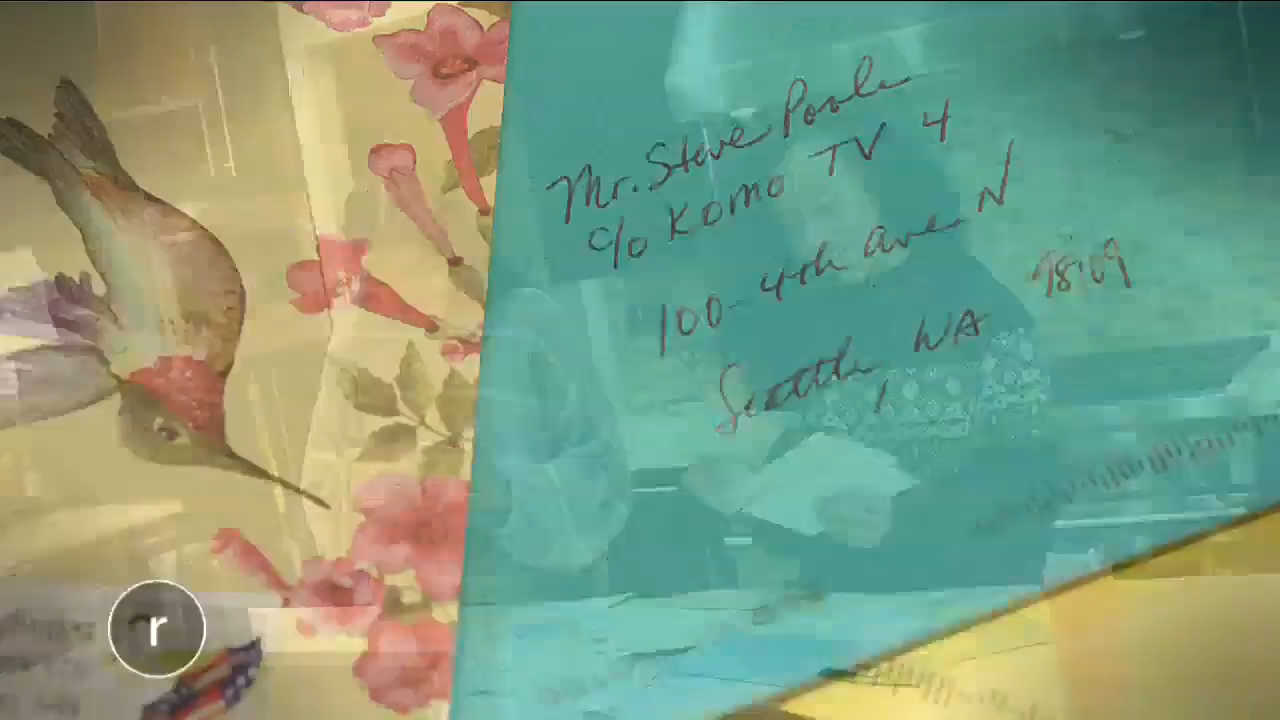 Mr. Steve Poole
c/o KOMO TV 4
100-4th Ave N
Seattle, WA 98109
r